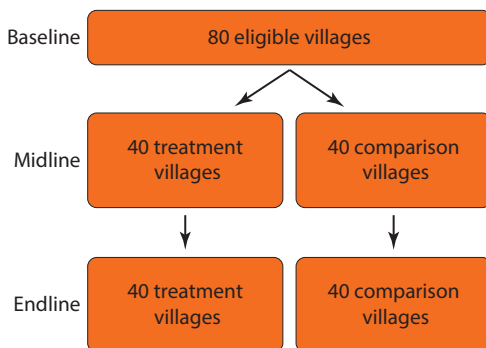 Baseline
80 eligible villages
Midline
40 treatment
villages
40 comparison
villages
Endline
40 treatment
villages
40 comparison
villages